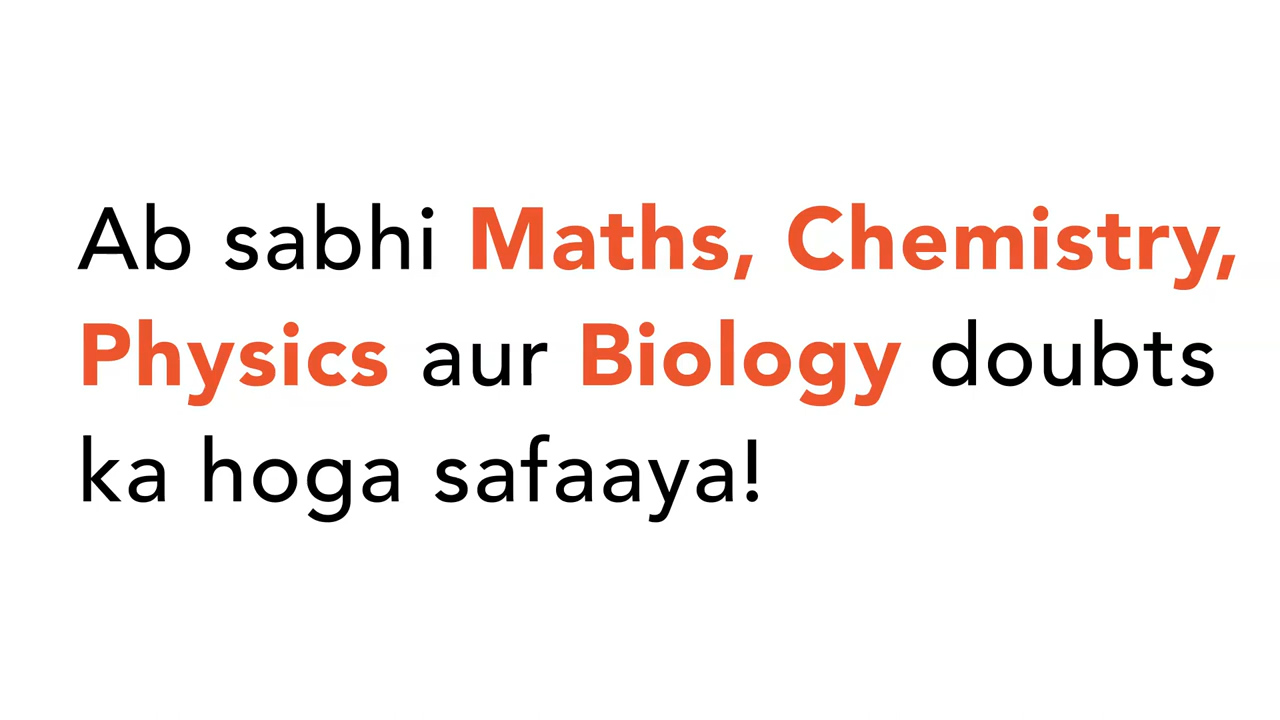 Ab sabhi Maths, Chemistry,
Physics aur Biology doubts
ka hoga safaaya!